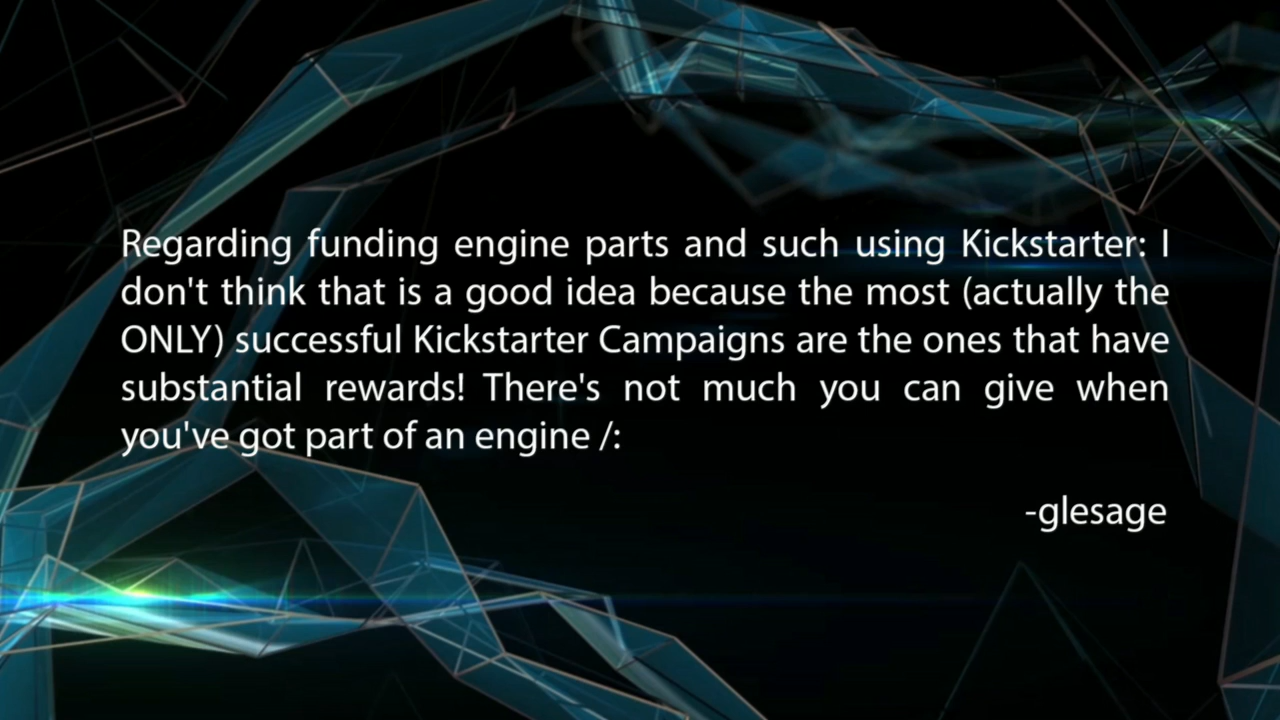 Regarding funding engine parts and such using Kickstarter: I
don't think that is a good idea because the most (actually the
ONLY) successful Kickstarter Campaigns are the ones that have
substantial rewards! There's not much you can give when
you've got part of an engine /:
-glesage